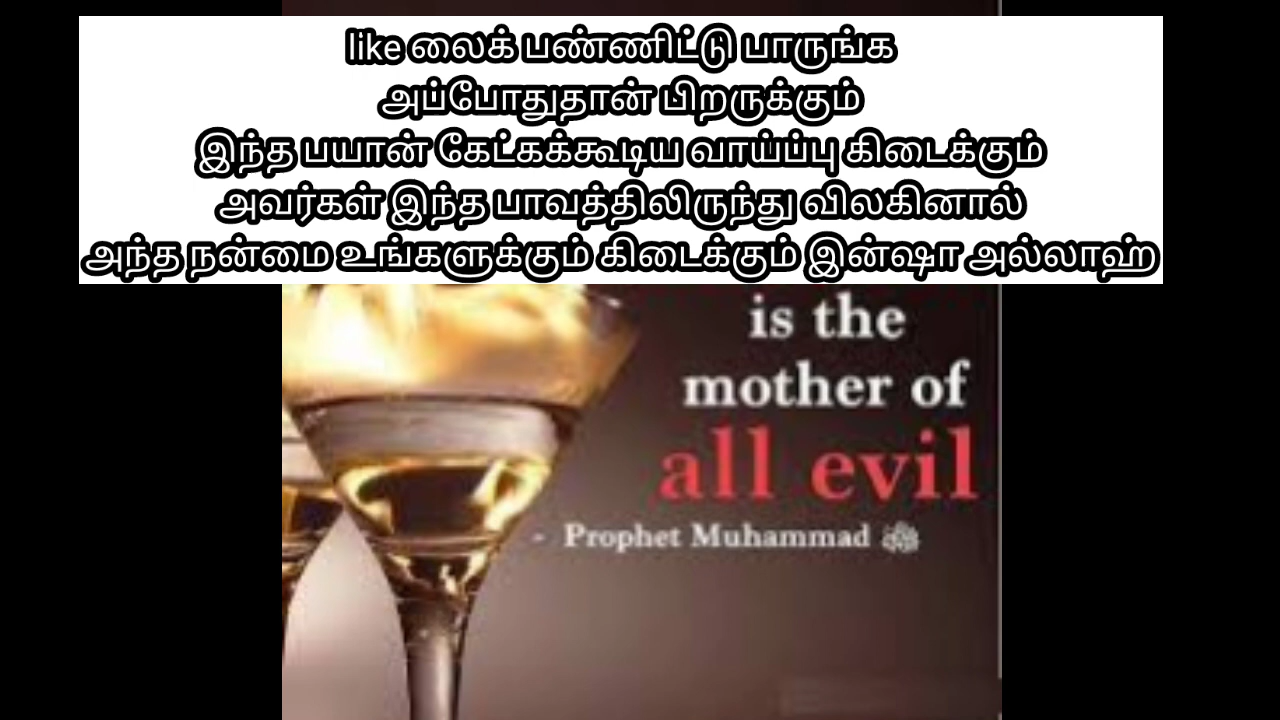 like லைக் பண்ணிட்டு பாருங்க
அப்போதுதான் பிறருக்கும்
இந்த பயான் கேட்கக்கூடிய வாய்ப்பு கிடைக்கும்
அவர்கள் இந்த பாவத்திலிருந்து விலகினால்
அந்த நன்மை உங்களுக்கும் கிடைக்கும் இன்ஷா அல்லாஹ்
is the
mother of
all evil
- Prophet Muhammad ﷺ